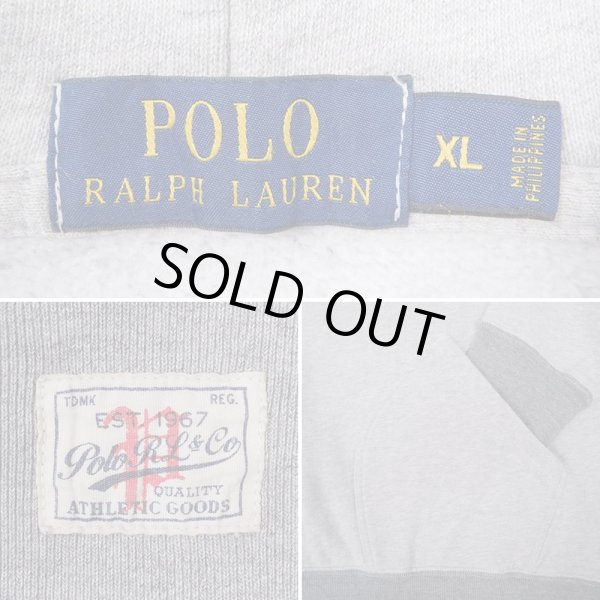 POLO
RALPH LAUREN
XL
MADE IN
PHILIPPINES
SOLD OUT
TDMK REG.
EST 1967
P
Polo R L & Co
QUALITY
ATHLETIC GOODS